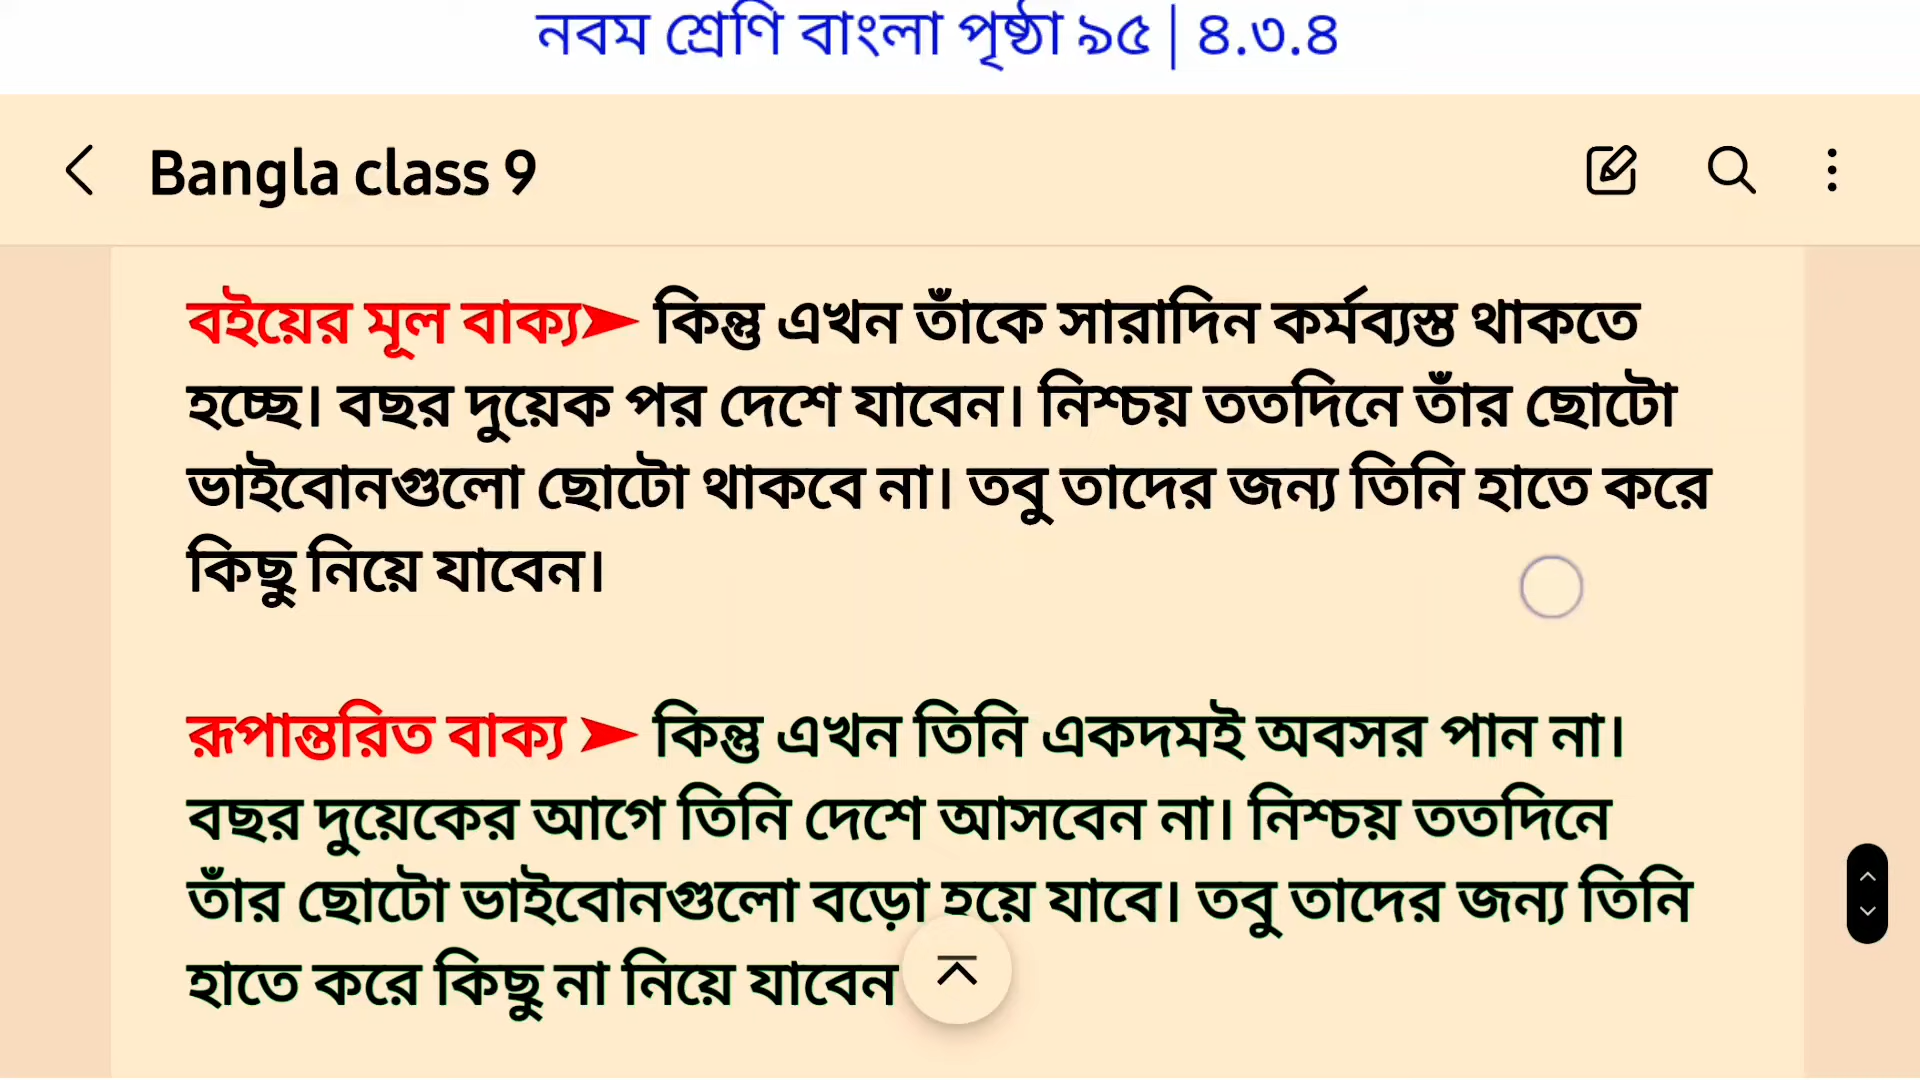 নবম শ্রেণি বাংলা পৃষ্ঠা ৯৫ | ৪.৩.৪
Bangla class 9
বইয়ের মূল বাক্য➤ কিন্তু এখন তাঁকে সারাদিন কর্মব্যস্ত থাকতে
হচ্ছে। বছর দুয়েক পর দেশে যাবেন। নিশ্চয় ততদিনে তাঁর ছোটো
ভাইবোনগুলো ছোটো থাকবে না। তবু তাদের জন্য তিনি হাতে করে
কিছু নিয়ে যাবেন।
রূপান্তরিত বাক্য ➤ কিন্তু এখন তিনি একদমই অবসর পান না।
বছর দুয়েকের আগে তিনি দেশে আসবেন না। নিশ্চয় ততদিনে
তাঁর ছোটো ভাইবোনগুলো বড়ো হয়ে যাবে। তবু তাদের জন্য তিনি
হাতে করে কিছু না নিয়ে যাবেন